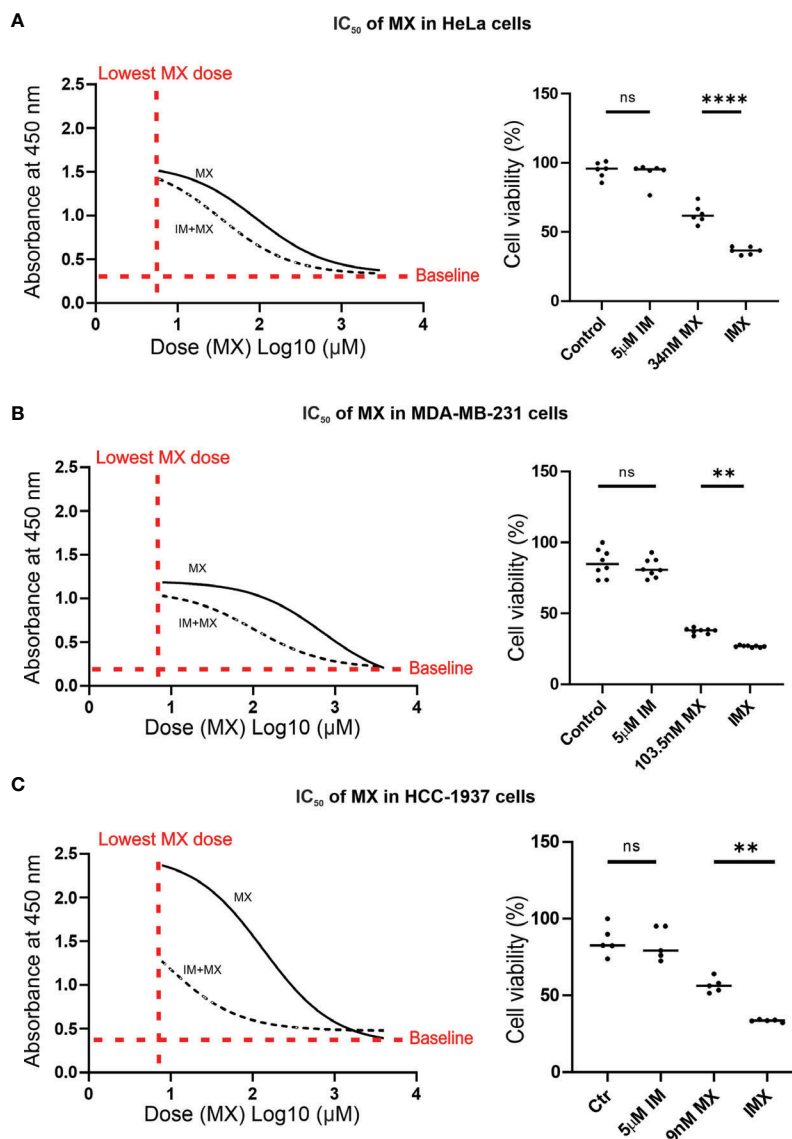 A
IC50 of MX in HeLa cells
Lowest MX dose
2.5
2.0
1.5
1.0
0.5
0.0
Absorbance at 450 nm
MX
IM+MX
Baseline
0 1 2 3 4
Dose (MX) Log10 (µM)
150
100
50
0
Cell viability (%)
ns
****
Control
5µM IM
34nM MX
IMX
B
IC50 of MX in MDA-MB-231 cells
Lowest MX dose
2.5
2.0
1.5
1.0
0.5
0.0
Absorbance at 450 nm
MX
IM+MX
Baseline
0 1 2 3 4
Dose (MX) Log10 (µM)
150
100
50
0
Cell viability (%)
ns
**
Control
5µM IM
103.5nM MX
IMX
C
IC50 of MX in HCC-1937 cells
Lowest MX dose
2.5
2.0
1.5
1.0
0.5
0.0
Absorbance at 450 nm
MX
IM+MX
Baseline
0 1 2 3 4
Dose (MX) Log10 (µM)
150
100
50
0
Cell viability (%)
ns
**
Ctr
5µM IM
9nM MX
IMX